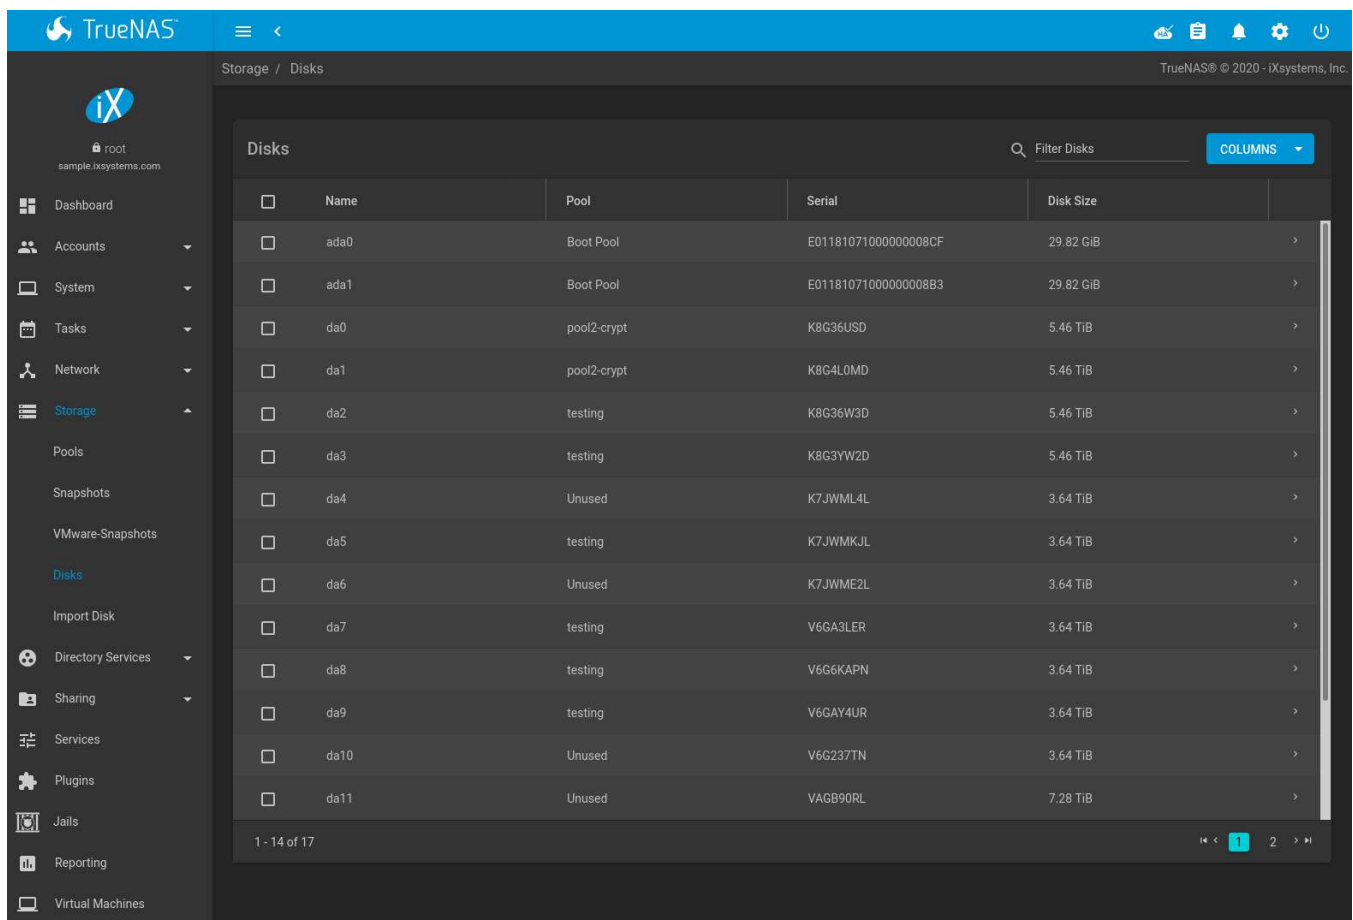 TrueNAS
HA
Storage / Disks
TrueNAS® © 2020 - iXsystems, Inc.
iX
root
sample.ixsystems.com
Dashboard
Accounts
System
Tasks
Network
Storage
Pools
Snapshots
VMware-Snapshots
Disks
Import Disk
Directory Services
Sharing
Services
Plugins
Jails
Reporting
Virtual Machines
Disks
Filter Disks
COLUMNS
Name Pool Serial Disk Size
ada0 Boot Pool E01181071000000008CF 29.82 GiB
ada1 Boot Pool E01181071000000008B3 29.82 GiB
da0 pool2-crypt K8G36USD 5.46 TiB
da1 pool2-crypt K8G4L0MD 5.46 TiB
da2 testing K8G36W3D 5.46 TiB
da3 testing K8G3YW2D 5.46 TiB
da4 Unused K7JWML4L 3.64 TiB
da5 testing K7JWMKJL 3.64 TiB
da6 Unused K7JWME2L 3.64 TiB
da7 testing V6GA3LER 3.64 TiB
da8 testing V6G6KAPN 3.64 TiB
da9 testing V6GAY4UR 3.64 TiB
da10 Unused V6G237TN 3.64 TiB
da11 Unused VAGB90RL 7.28 TiB
1 - 14 of 17
1 2